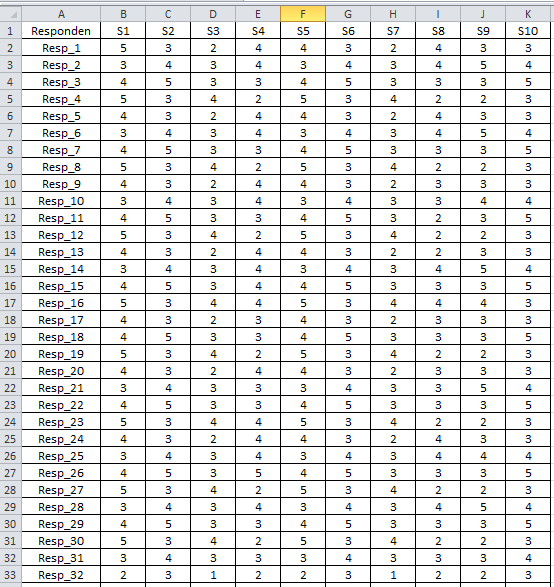 A B C D E F G H I J K
1 Responden S1 S2 S3 S4 S5 S6 S7 S8 S9 S10
2 Resp_1 5 3 2 4 4 3 2 4 3 3
3 Resp_2 3 4 3 4 3 4 3 4 5 4
4 Resp_3 4 5 3 3 4 5 3 3 3 5
5 Resp_4 5 3 4 2 5 3 4 2 2 3
6 Resp_5 4 3 2 4 4 3 2 4 3 3
7 Resp_6 3 4 3 4 3 4 3 4 5 4
8 Resp_7 4 5 3 3 4 5 3 3 3 5
9 Resp_8 5 3 4 2 5 3 4 2 2 3
10 Resp_9 4 3 2 4 4 3 2 3 3 3
11 Resp_10 3 4 3 4 3 4 3 3 4 4
12 Resp_11 4 5 3 3 4 5 3 2 3 5
13 Resp_12 5 3 4 2 5 3 4 2 2 3
14 Resp_13 4 3 2 4 4 3 2 2 3 3
15 Resp_14 3 4 3 4 3 4 3 4 5 4
16 Resp_15 4 5 3 4 4 5 3 3 3 5
17 Resp_16 5 3 4 4 5 3 4 4 4 3
18 Resp_17 4 3 2 3 4 3 2 3 3 3
19 Resp_18 4 5 3 3 4 5 3 3 3 5
20 Resp_19 5 3 4 2 5 3 4 2 2 3
21 Resp_20 4 3 2 4 4 3 2 3 3 3
22 Resp_21 3 4 3 3 3 4 3 3 5 4
23 Resp_22 4 5 3 3 4 5 3 3 3 5
24 Resp_23 5 3 4 4 5 3 4 2 2 3
25 Resp_24 4 3 2 4 4 3 2 4 3 3
26 Resp_25 3 4 3 4 3 4 3 4 4 4
27 Resp_26 4 5 3 5 4 5 3 3 3 5
28 Resp_27 5 3 4 2 5 3 4 2 2 3
29 Resp_28 3 4 3 4 3 4 3 4 5 4
30 Resp_29 4 5 3 3 4 5 3 3 3 5
31 Resp_30 5 3 4 2 5 3 4 2 2 3
32 Resp_31 3 4 3 3 3 4 3 3 3 4
33 Resp_32 2 3 1 2 2 3 1 2 2 3